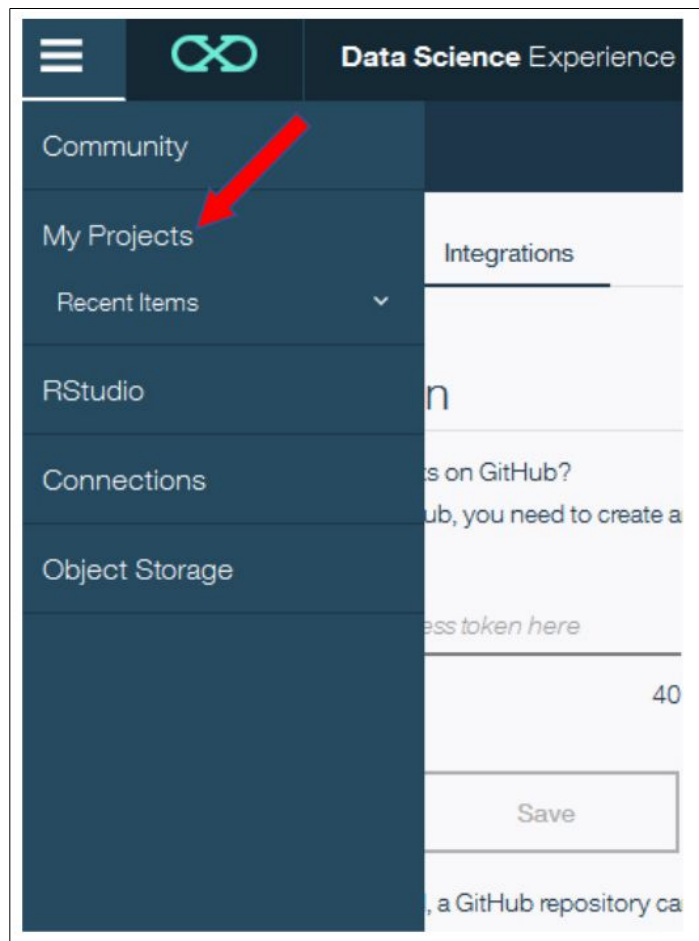 Data Science Experience
Community
My Projects
Recent Items
RStudio
Connections
Object Storage
Integrations
n
s on GitHub?
ub, you need to create a
ess token here
40
Save
, a GitHub repository ca